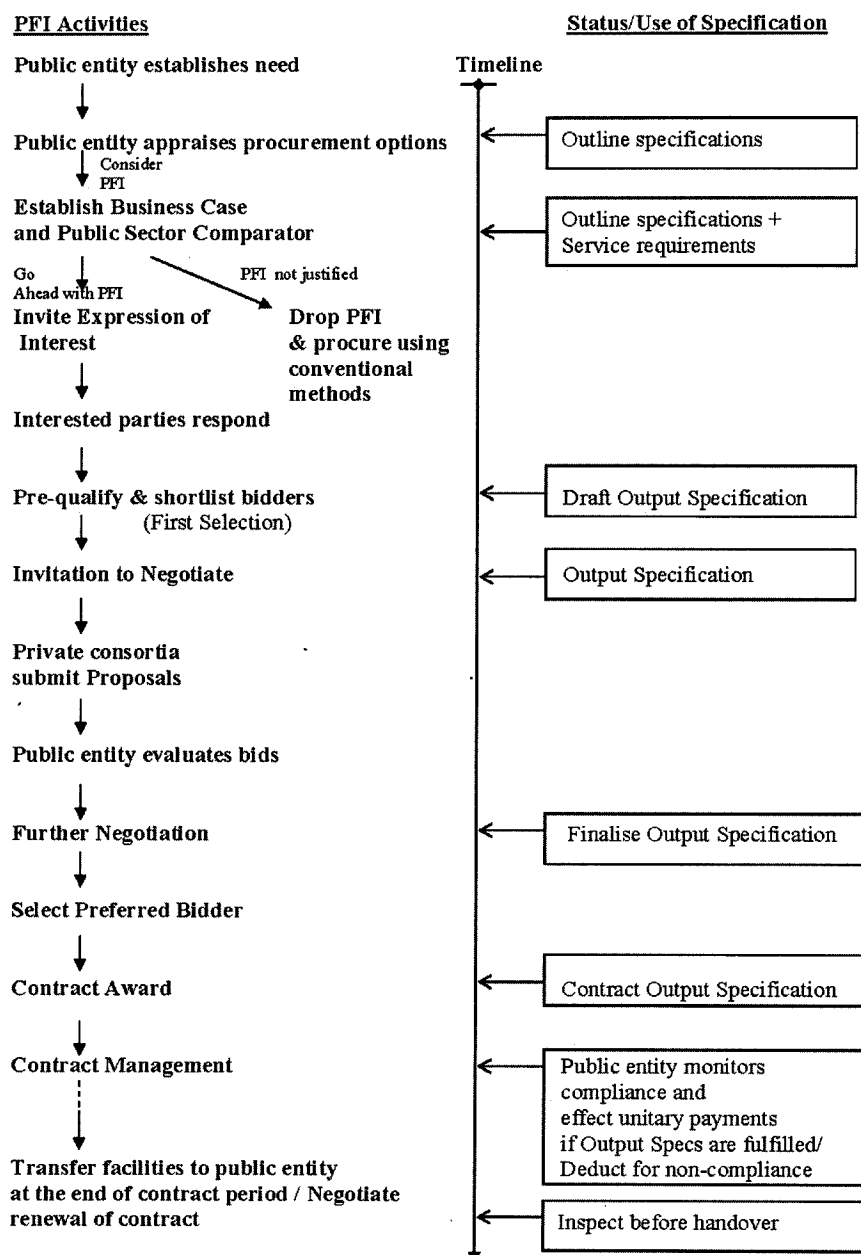 PFI Activities
Status/Use of Specification
Public entity establishes need
Timeline
Public entity appraises procurement options
Outline specifications
Consider
PFI
Establish Business Case
and Public Sector Comparator
Outline specifications +
Service requirements
Go
Ahead with PFI
PFI not justified
Invite Expression of
Interest
Drop PFI
& procure using
conventional
methods
Interested parties respond
Pre-qualify & shortlist bidders
(First Selection)
Draft Output Specification
Invitation to Negotiate
Output Specification
Private consortia
submit Proposals
Public entity evaluates bids
Further Negotiation
Finalise Output Specification
Select Preferred Bidder
Contract Award
Contract Output Specification
Contract Management
Public entity monitors
compliance and
effect unitary payments
if Output Specs are fulfilled/
Deduct for non-compliance
Transfer facilities to public entity
at the end of contract period / Negotiate
renewal of contract
Inspect before handover